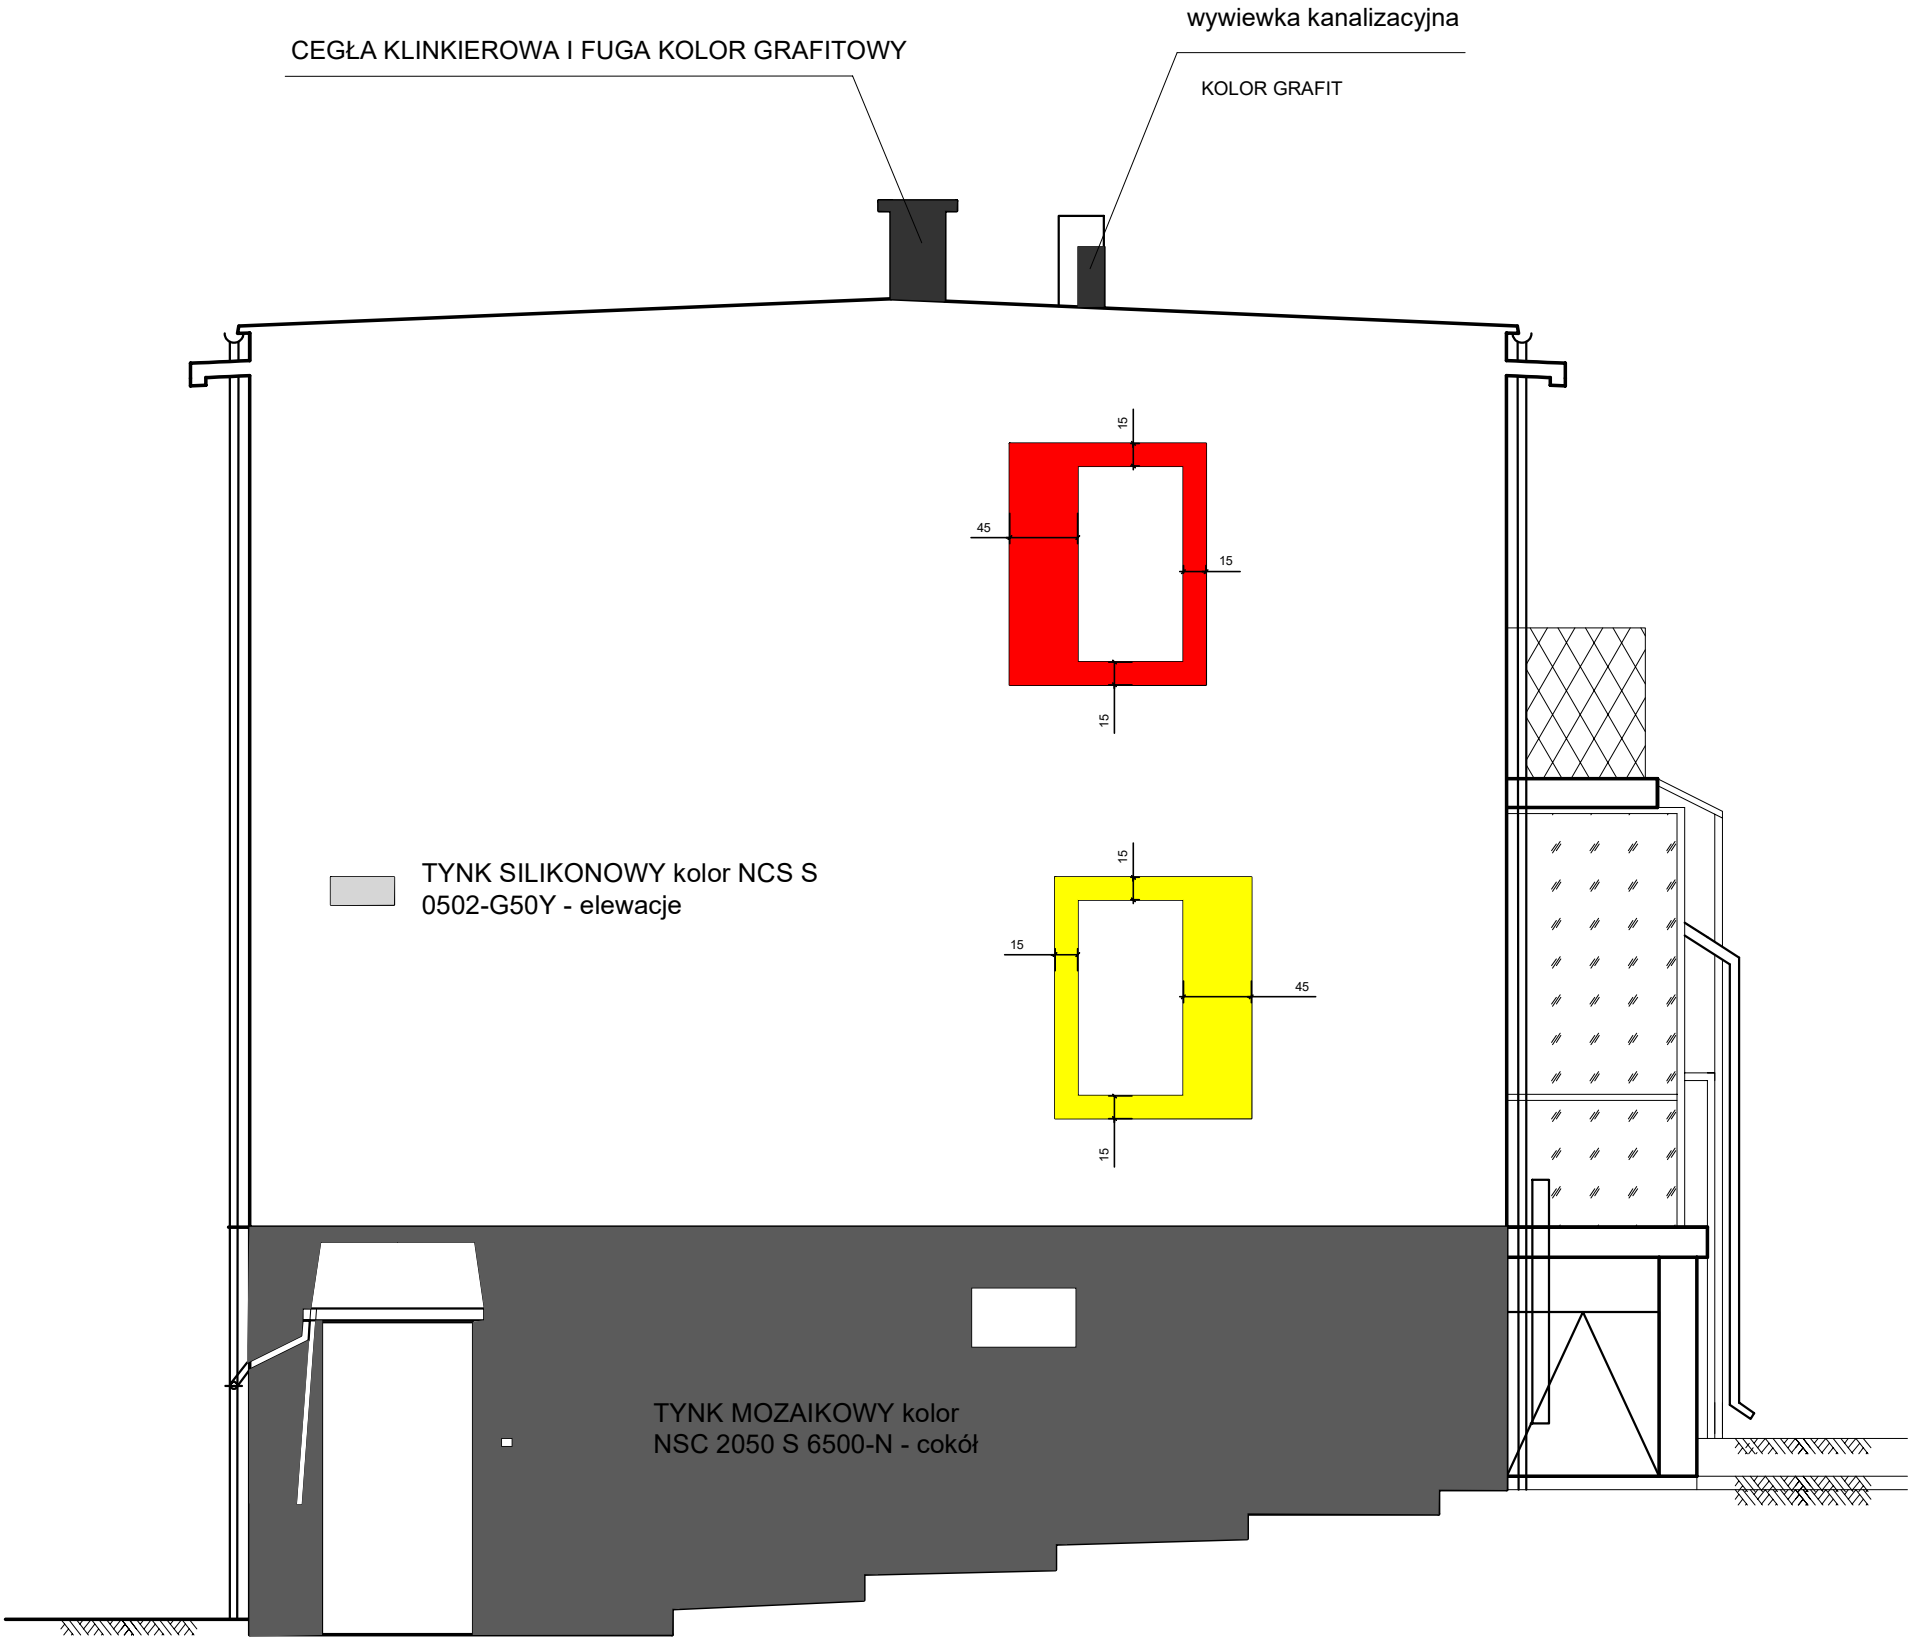 wywiewka kanalizacyjna
CEGŁA KLINKIEROWA I FUGA KOLOR GRAFITOWY
KOLOR GRAFIT
15
45
15
15
TYNK SILIKONOWY kolor NCS S
0502-G50Y - elewacje
15
15
45
15
TYNK MOZAIKOWY kolor
NSC 2050 S 6500-N - cokół